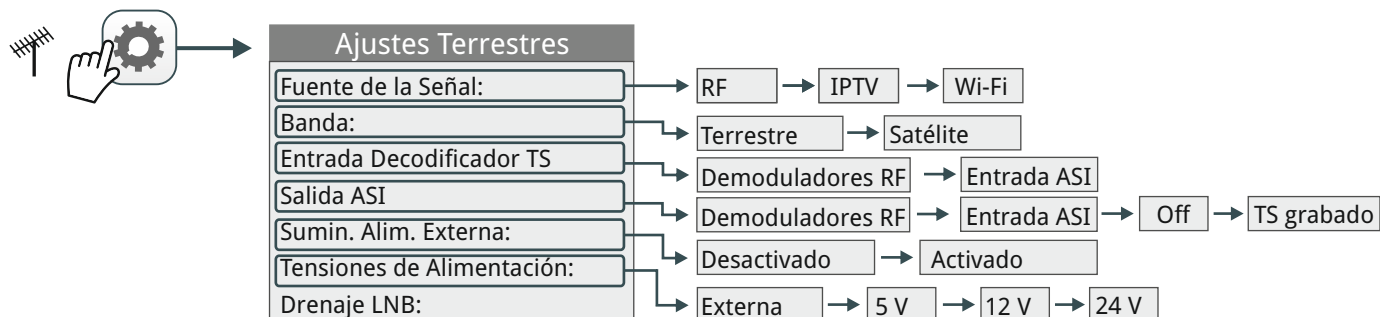 Ajustes Terrestres
Fuente de la Señal: RF IPTV Wi-Fi
Banda: Terrestre Satélite
Entrada Decodificador TS Demoduladores RF Entrada ASI
Salida ASI Demoduladores RF Entrada ASI Off TS grabado
Sumin. Alim. Externa: Desactivado Activado
Tensiones de Alimentación: Externa 5 V 12 V 24 V
Drenaje LNB: